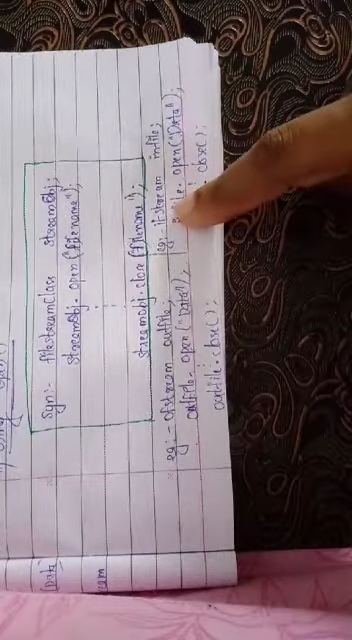 Syn:- filestreamclass streamobj;
streamobj.open("filename");
streamobj.close("filename");
eg:- ofstream outfile;
outfile.open("Data");
outfile.close();
eg:- ifstream infile;
open("Data");
.close();